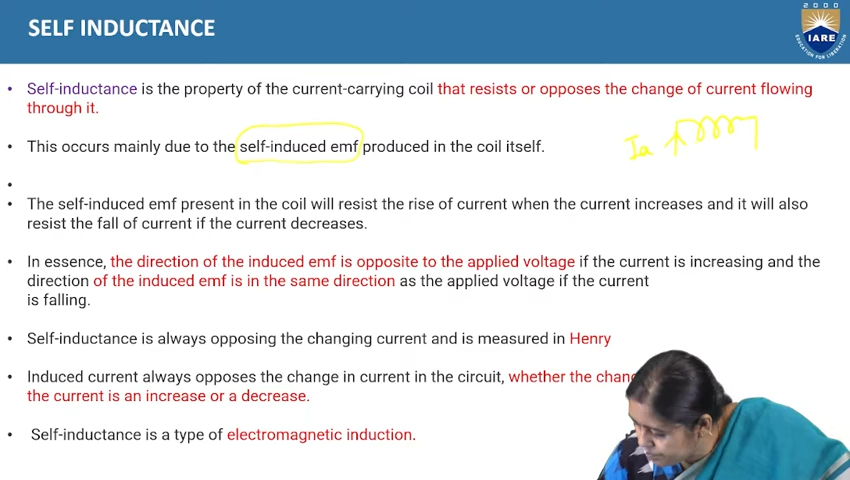 SELF INDUCTANCE
2000
IARE
EDUCATION FOR LIBERATION
• Self-inductance is the property of the current-carrying coil that resists or opposes the change of current flowing
through it.
Ia
• This occurs mainly due to the self-induced emf produced in the coil itself.
•
• The self-induced emf present in the coil will resist the rise of current when the current increases and it will also
resist the fall of current if the current decreases.
• In essence, the direction of the induced emf is opposite to the applied voltage if the current is increasing and the
direction of the induced emf is in the same direction as the applied voltage if the current
is falling.
• Self-inductance is always opposing the changing current and is measured in Henry
• Induced current always opposes the change in current in the circuit, whether the
the current is an increase or a decrease.
• Self-inductance is a type of electromagnetic induction.